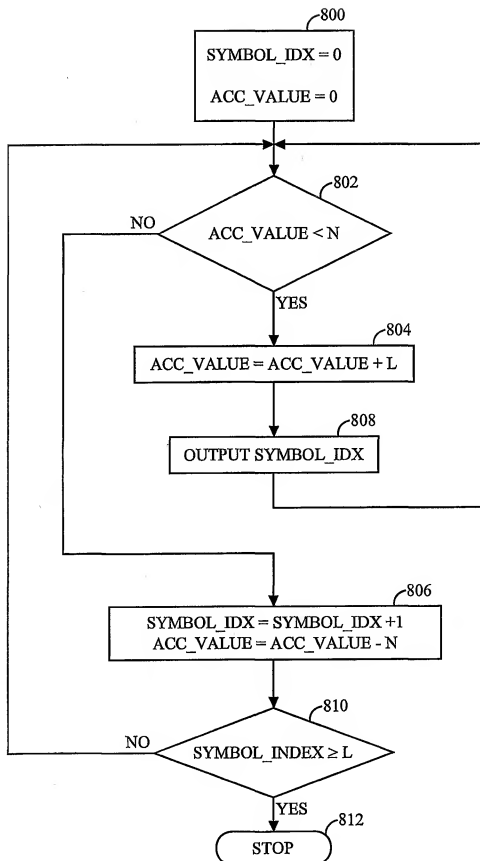 800
SYMBOL_IDX = 0
ACC_VALUE = 0
802
NO
ACC_VALUE < N
YES
804
ACC_VALUE = ACC_VALUE + L
808
OUTPUT SYMBOL_IDX
806
SYMBOL_IDX = SYMBOL_IDX +1
ACC_VALUE = ACC_VALUE - N
810
NO
SYMBOL_INDEX ≥ L
YES
812
STOP